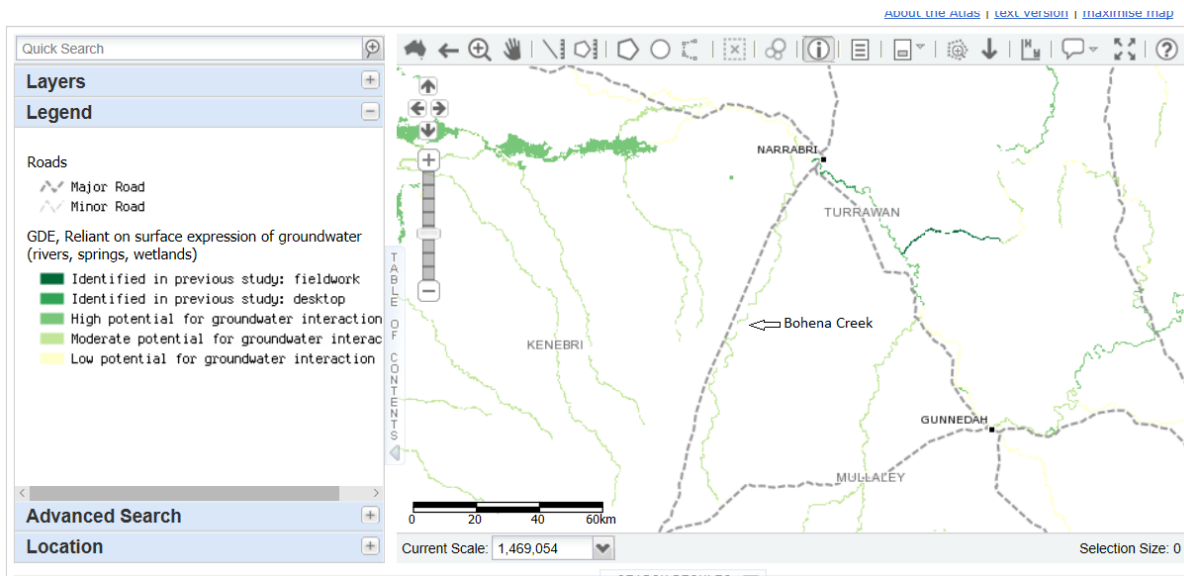 About the Atlas | text version | maximise map
Quick Search
Layers
Legend
Roads
Major Road
Minor Road
GDE, Reliant on surface expression of groundwater
(rivers, springs, wetlands)
Identified in previous study: fieldwork
Identified in previous study: desktop
High potential for groundwater interaction
Moderate potential for groundwater interac
Low potential for groundwater interaction
Advanced Search
Location
TABLE OF CONTENTS
NARRABRI
TURRAWAN
Bohena Creek
KENEBRI
GUNNEDAH
MULLALEY
0 20 40 60km
Current Scale: 1,469,054
Selection Size: 0
SEARCH RESULTS